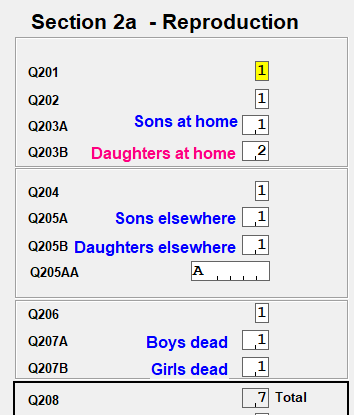 Section 2a - Reproduction
Q201 1
Q202 1
Q203A Sons at home 1
Q203B Daughters at home 2
Q204 1
Q205A Sons elsewhere 1
Q205B Daughters elsewhere 1
Q205AA A
Q206 1
Q207A Boys dead 1
Q207B Girls dead 1
Q208 7 Total